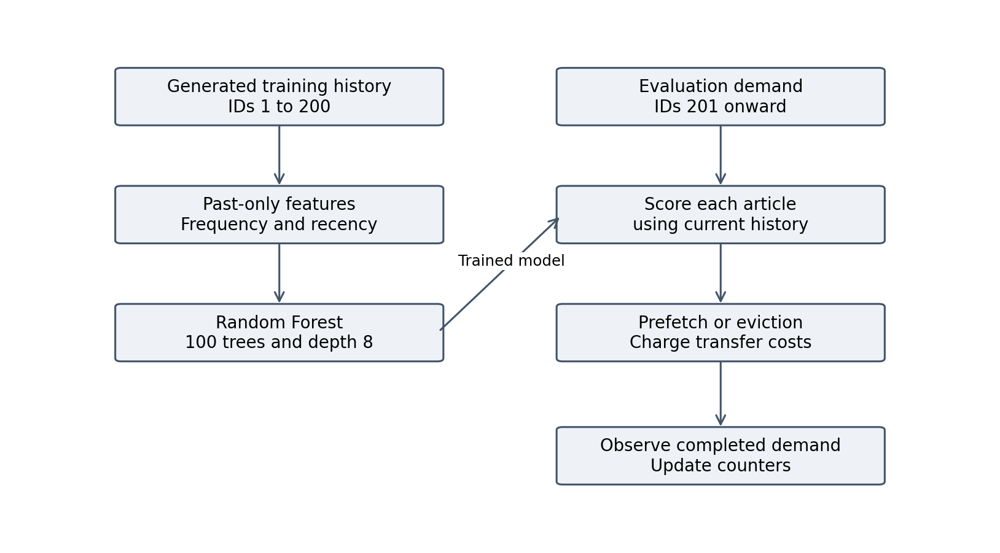 Generated training history
IDs 1 to 200
Past-only features
Frequency and recency
Random Forest
100 trees and depth 8
Trained model
Evaluation demand
IDs 201 onward
Score each article
using current history
Prefetch or eviction
Charge transfer costs
Observe completed demand
Update counters